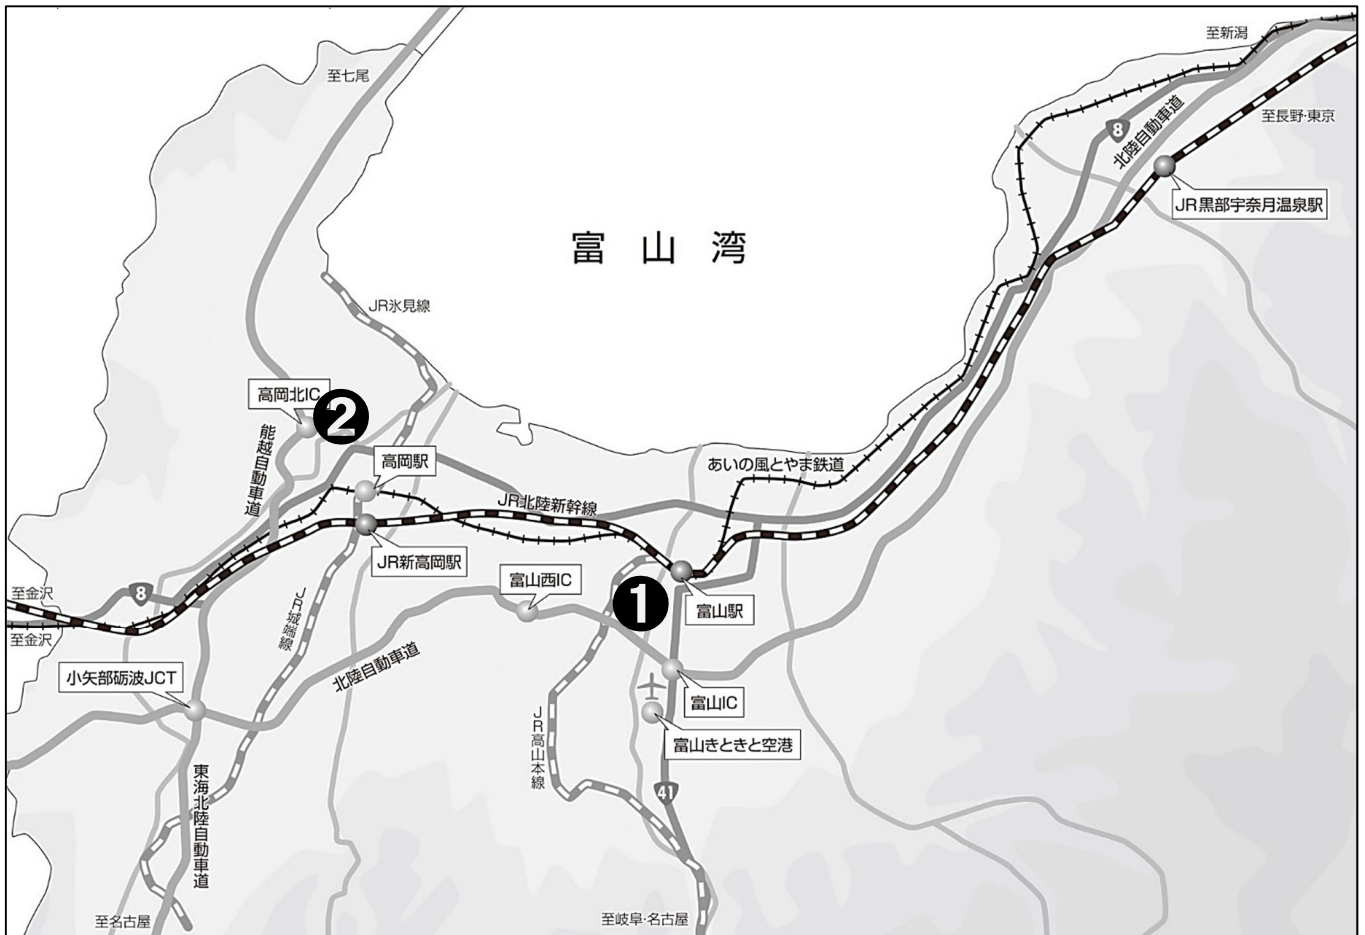 至新潟
至七尾
8
北陸自動車道
至長野・東京
JR黒部宇奈月温泉駅
富山湾
JR氷見線
高岡北IC
2
能越自動車道
高岡駅
あいの風とやま鉄道
JR北陸新幹線
JR新高岡駅
富山西IC
8
至金沢
至金沢
1
富山駅
JR城端線
北陸自動車道
小矢部砺波JCT
富山IC
JR高山本線
富山きときと空港
41
東海北陸自動車道
至名古屋
至岐阜・名古屋